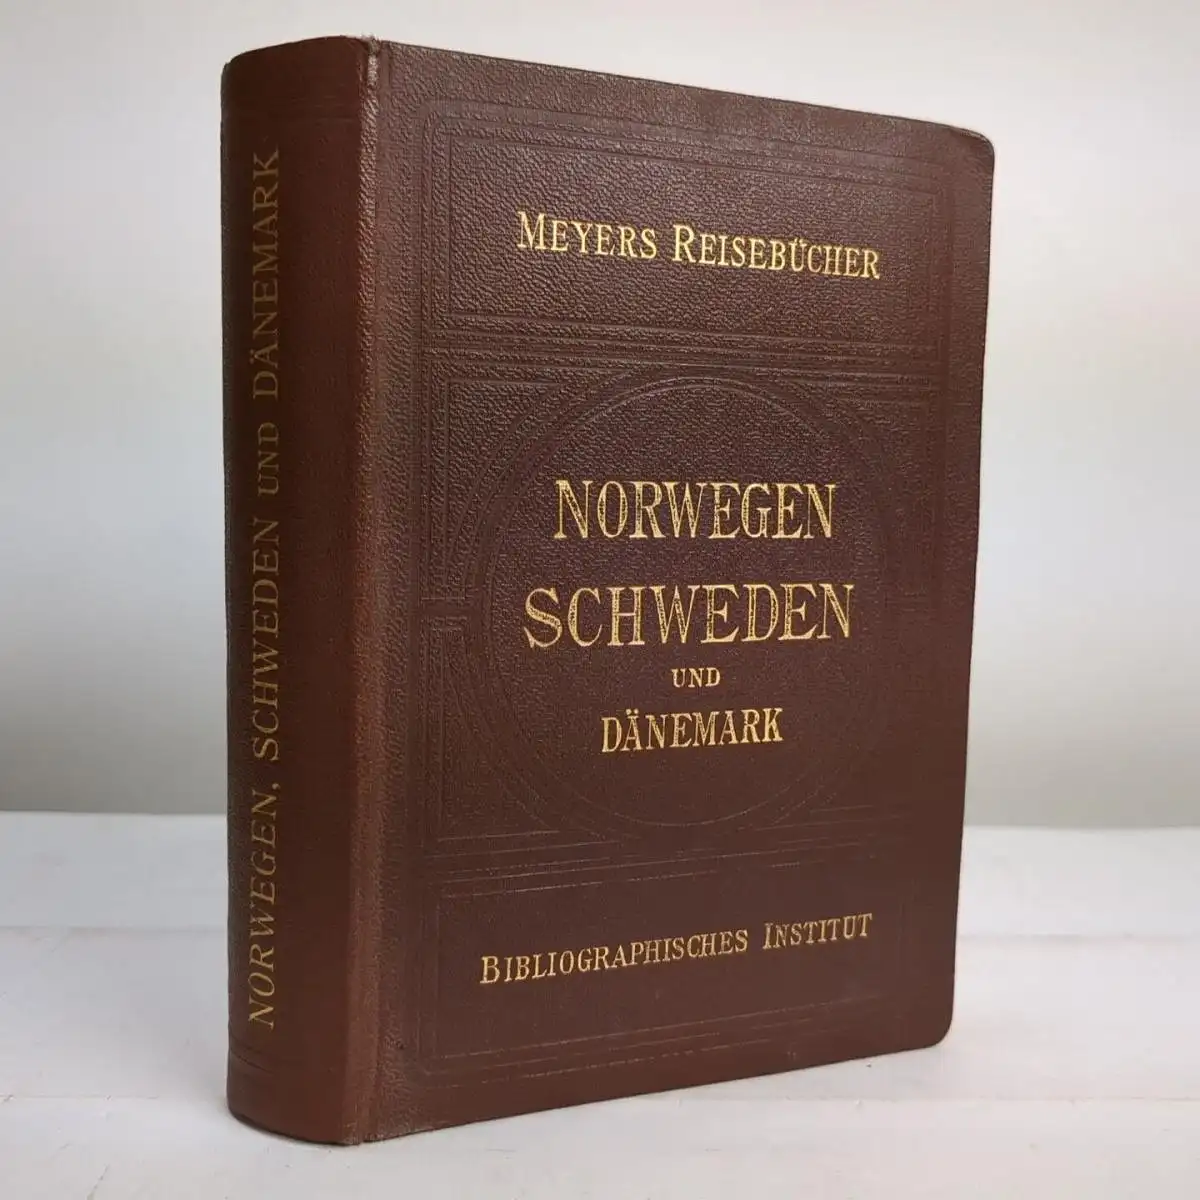 NORWEGEN, SCHWEDEN UND DÄNEMARK
MEYERS REISEBÜCHER
NORWEGEN
SCHWEDEN
UND
DÄNEMARK
BIBLIOGRAPHISCHES INSTITUT